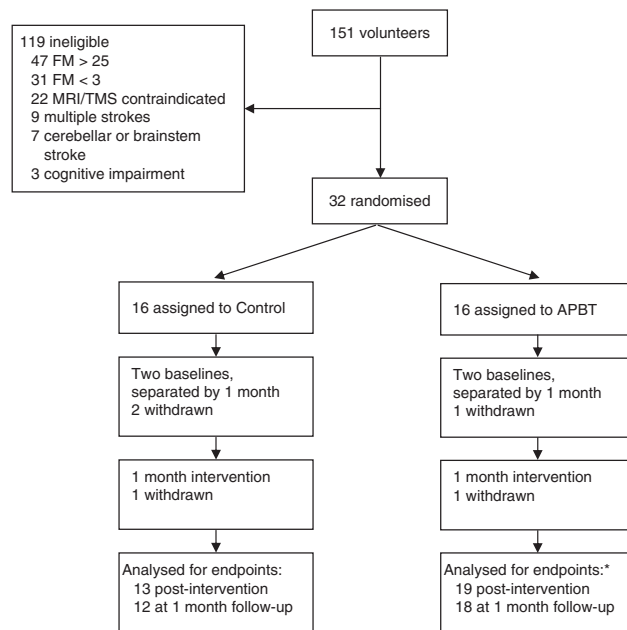 151 volunteers
119 ineligible
47 FM > 25
31 FM < 3
22 MRI/TMS contraindicated
9 multiple strokes
7 cerebellar or brainstem
stroke
3 cognitive impairment
32 randomised
16 assigned to Control
16 assigned to APBT
Two baselines,
separated by 1 month
2 withdrawn
Two baselines,
separated by 1 month
1 withdrawn
1 month intervention
1 withdrawn
1 month intervention
1 withdrawn
Analysed for endpoints:
13 post-intervention
12 at 1 month follow-up
Analysed for endpoints:*
19 post-intervention
18 at 1 month follow-up